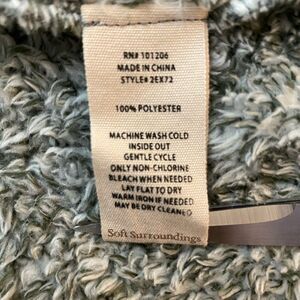 RN# 101206
MADE IN CHINA
STYLE# 2EX72
100% POLYESTER
MACHINE WASH COLD
INSIDE OUT
GENTLE CYCLE
ONLY NON-CHLORINE
BLEACH WHEN NEEDED
LAY FLAT TO DRY
WARM IRON IF NEEDED
MAY BE DRY CLEANED
Soft Surroundings